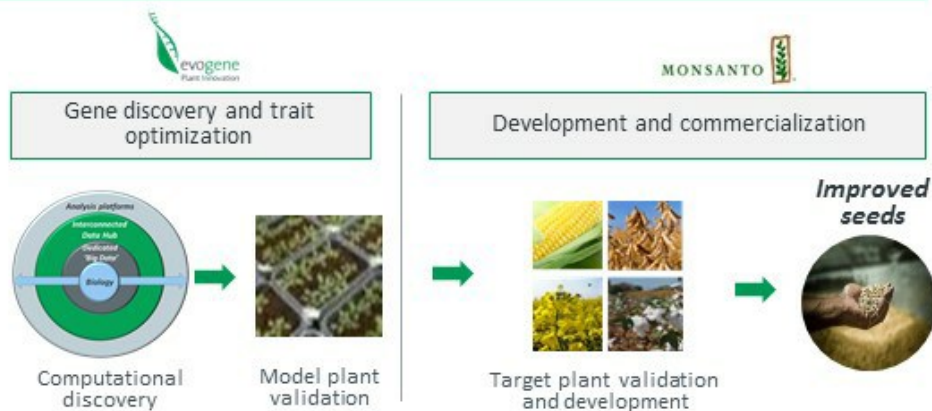 evogene
Plant Innovation
MONSANTO
Gene discovery and trait
optimization
Development and commercialization
Improved
seeds
Analysis platforms
Interconnected
Data Hub
Dedicated
'Big Data'
Biology
Computational
discovery
Model plant
validation
Target plant validation
and development